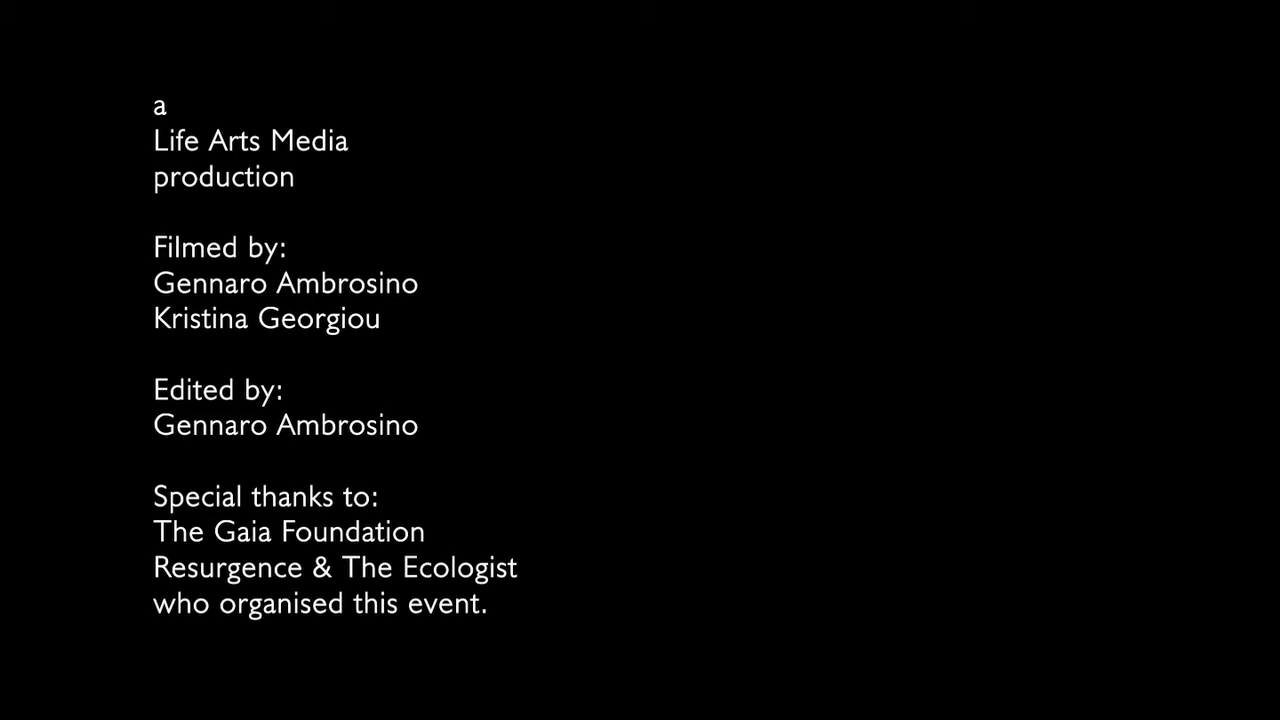 a
Life Arts Media
production
Filmed by:
Gennaro Ambrosino
Kristina Georgiou
Edited by:
Gennaro Ambrosino
Special thanks to:
The Gaia Foundation
Resurgence & The Ecologist
who organised this event.